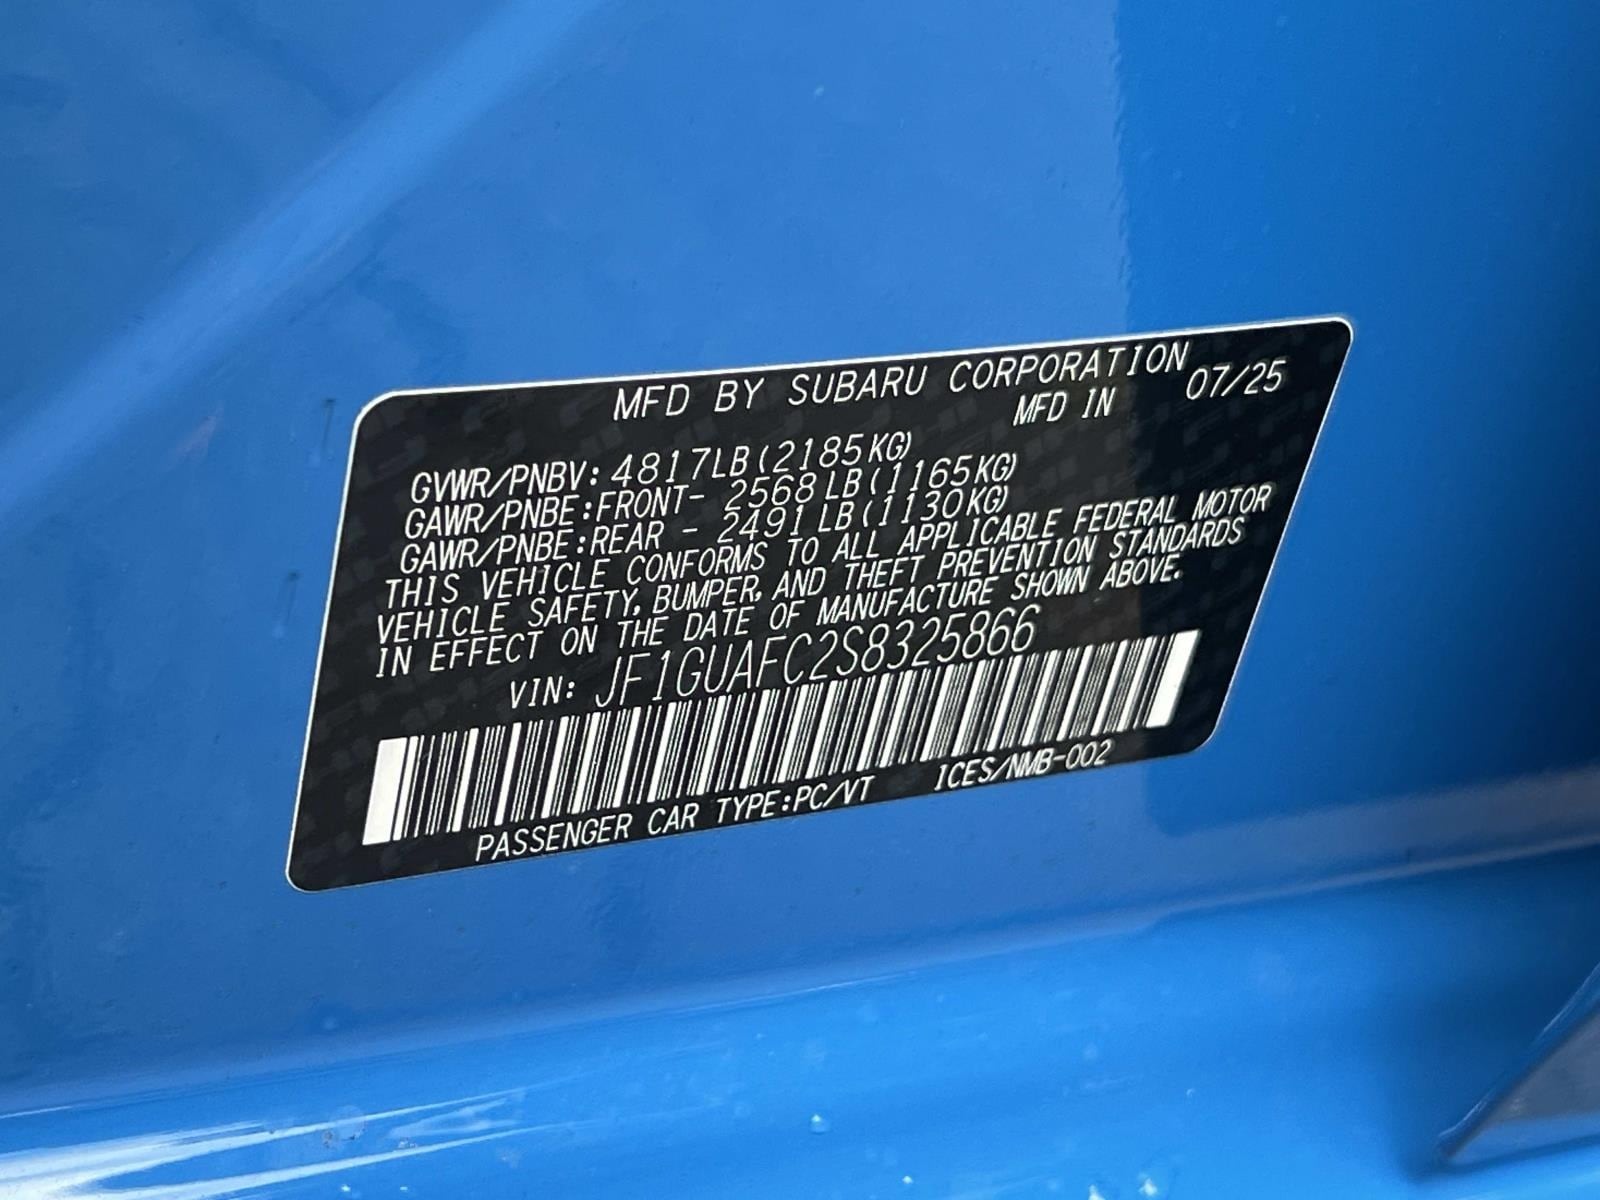 MFD BY SUBARU CORPORATION
MFD IN 07/25
GVWR/PNBV: 4817LB(2185KG)
GAWR/PNBE:FRONT- 2568LB(1165KG)
GAWR/PNBE:REAR - 2491LB(1130KG)
THIS VEHICLE CONFORMS TO ALL APPLICABLE FEDERAL MOTOR
VEHICLE SAFETY, BUMPER, AND THEFT PREVENTION STANDARDS
IN EFFECT ON THE DATE OF MANUFACTURE SHOWN ABOVE.
VIN: JF1GUAFC2S8325866
PASSENGER CAR TYPE:PC/VT ICES/NMB-002